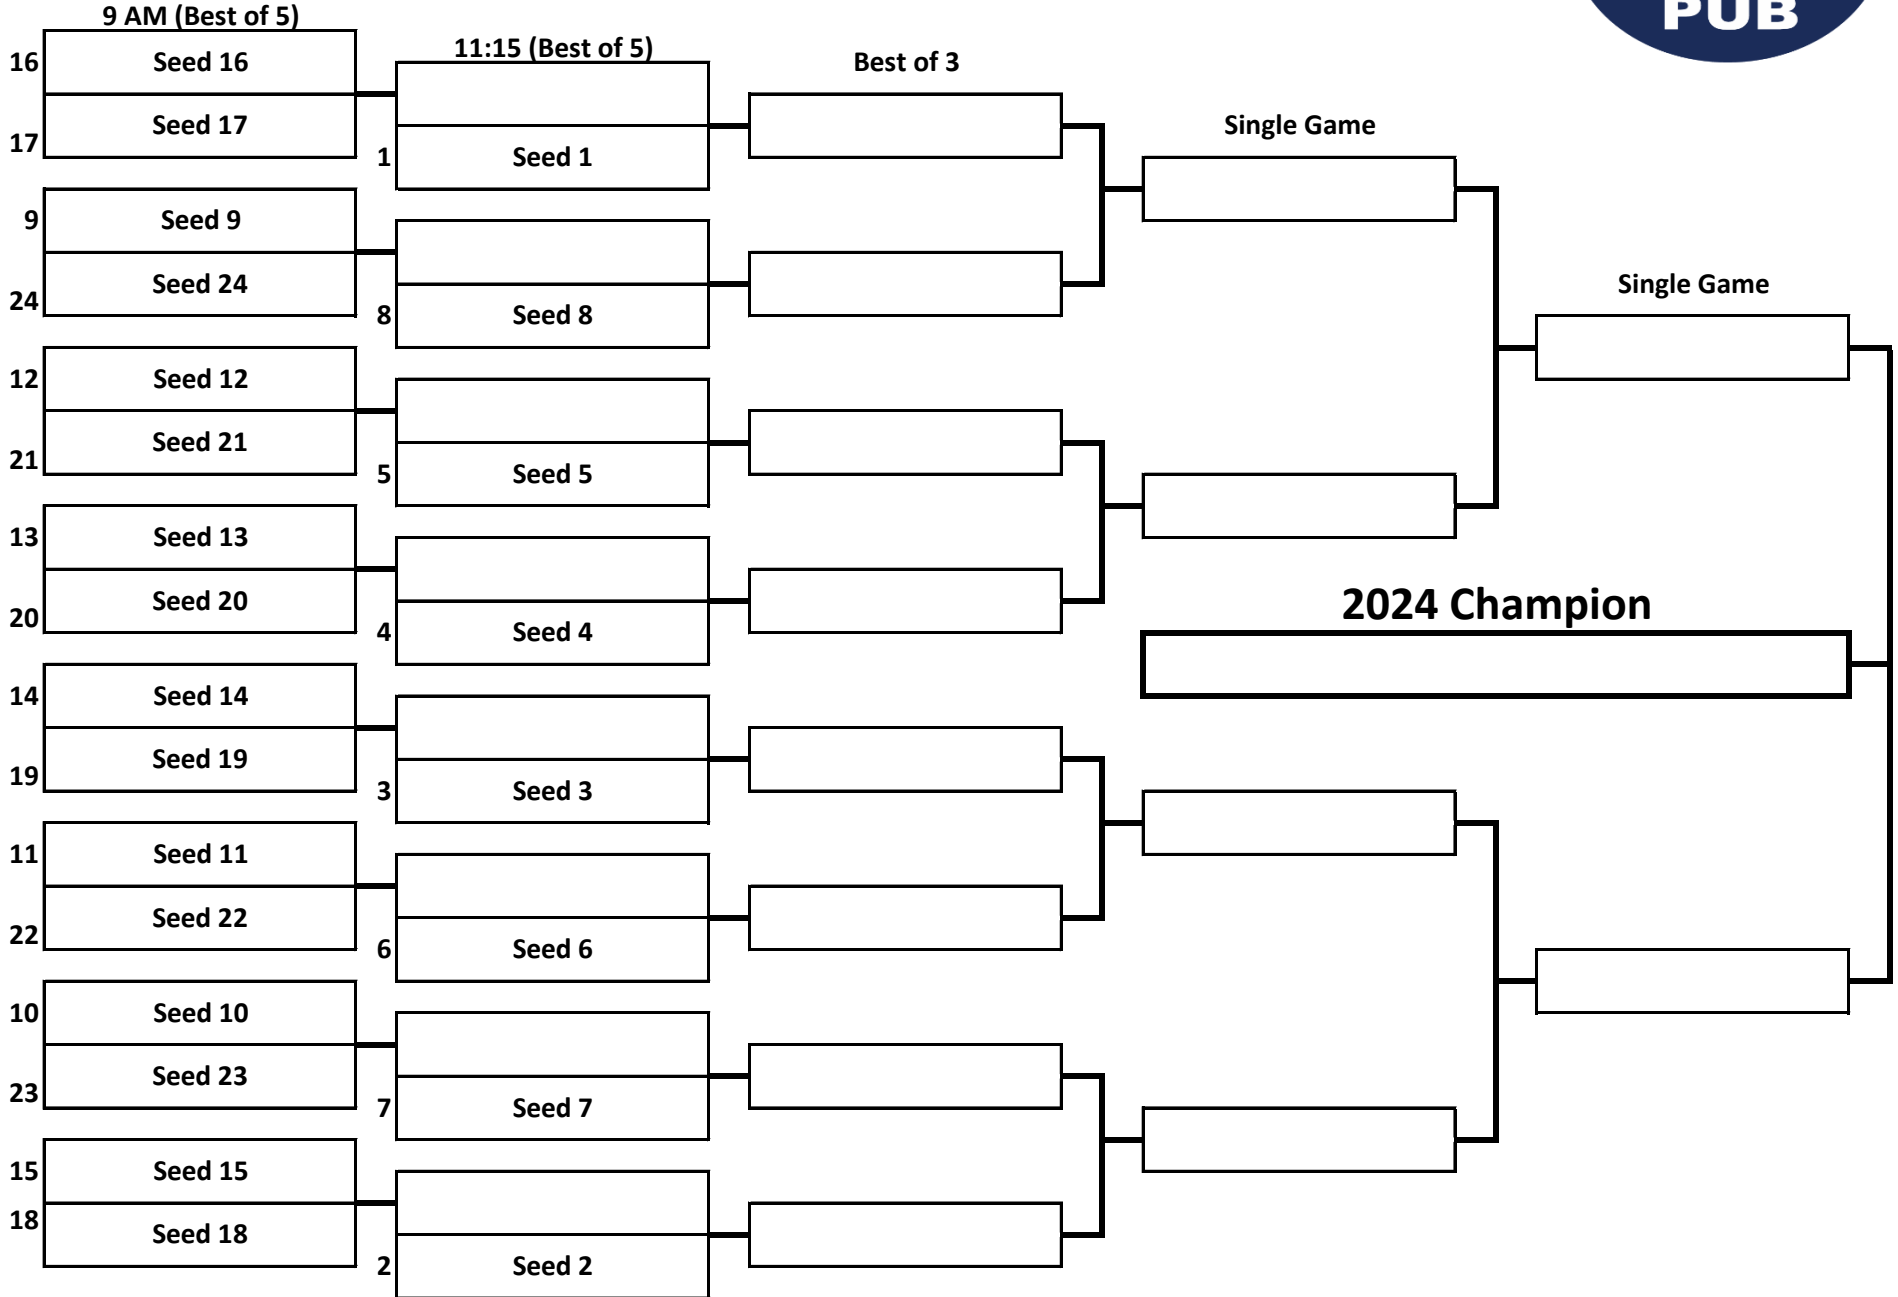 PUB
9 AM (Best of 5)
11:15 (Best of 5)
Best of 3
Single Game
Single Game
16 Seed 16
17 Seed 17
1 Seed 1
9 Seed 9
24 Seed 24
8 Seed 8
12 Seed 12
21 Seed 21
5 Seed 5
13 Seed 13
20 Seed 20
4 Seed 4
2024 Champion
14 Seed 14
19 Seed 19
3 Seed 3
11 Seed 11
22 Seed 22
6 Seed 6
10 Seed 10
23 Seed 23
7 Seed 7
15 Seed 15
18 Seed 18
2 Seed 2